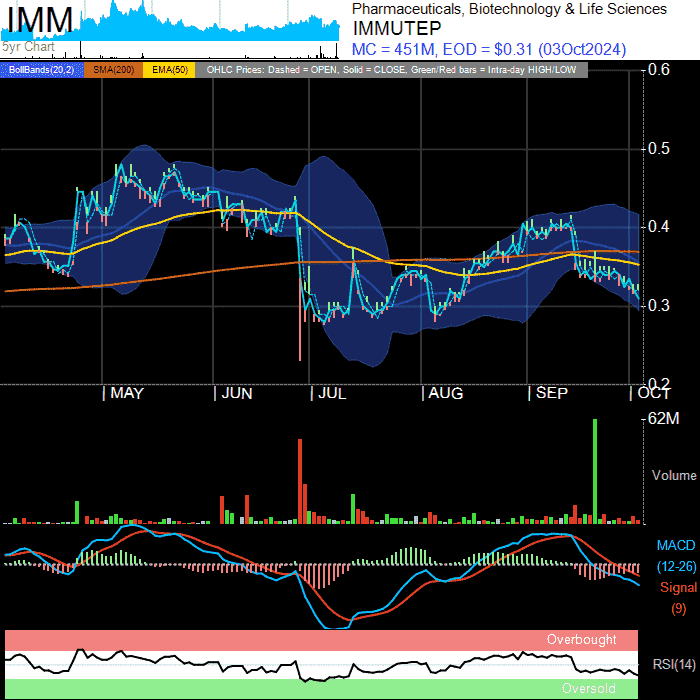 IMM
5yr Chart
Pharmaceuticals, Biotechnology & Life Sciences
IMMUTEP
MC = 451M, EOD = $0.31 (03Oct2024)
BollBands(20,2) SMA(200) EMA(50) OHLC Prices: Dashed = OPEN, Solid = CLOSE, Green/Red bars = Intra-day HIGH/LOW
0.6
0.5
0.4
0.3
0.2
MAY JUN JUL AUG SEP OCT
62M
Volume
MACD
(12-26)
Signal
(9)
Overbought
RSI(14)
Oversold